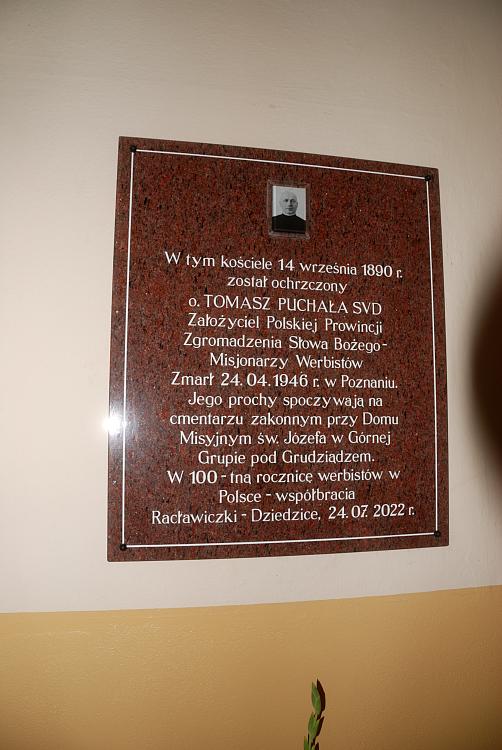 W tym kościele 14 września 1890 r.
został ochrzczony
o. TOMASZ PUCHAŁA SVD
Założyciel Polskiej Prowincji
Zgromadzenia Słowa Bożego-
Misjonarzy Werbistów
Zmarł 24.04.1946 r. w Poznaniu.
Jego prochy spoczywają na
cmentarzu zakonnym przy Domu
Misyjnym św. Józefa w Górnej
Grupie pod Grudziądzem.
W 100-tną rocznicę werbistów w
Polsce - współbracia
Racławiczki - Dziedzice, 24.07.2022 r.